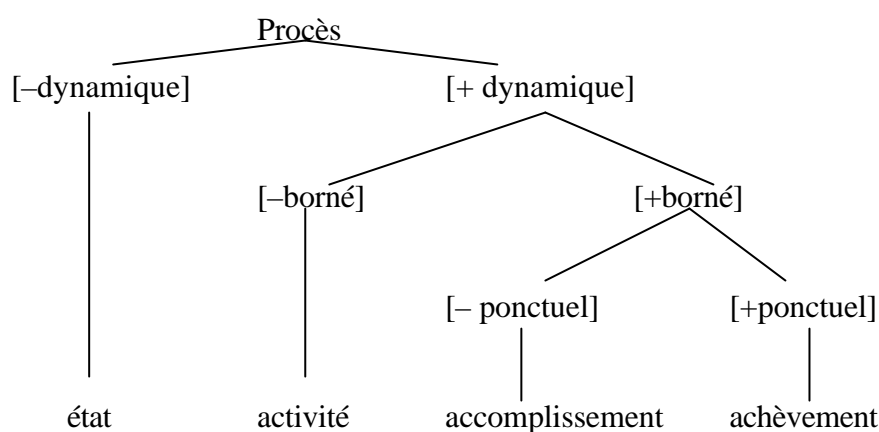 Procès
[–dynamique] [+ dynamique]
[–borné] [+borné]
[– ponctuel] [+ponctuel]
état activité accomplissement achèvement